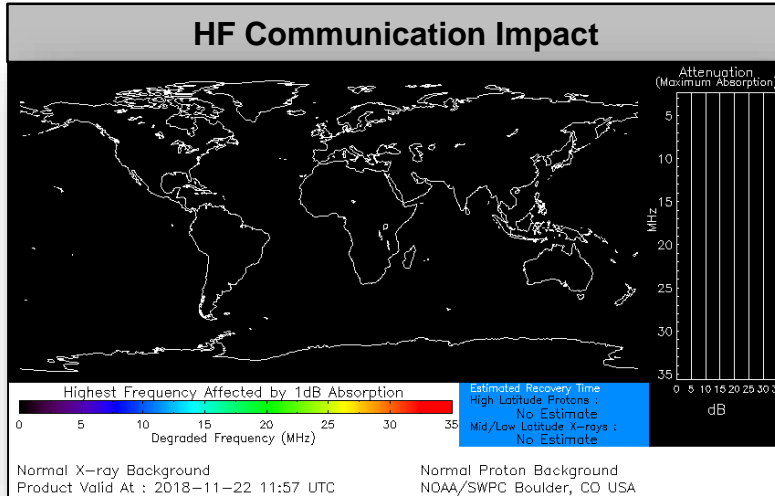 HF Communication Impact
Attenuation
(Maximum Absorption)
5
10
15
20
25
30
35
MHz
0 5 10 15 20 25 30 3
dB
Highest Frequency Affected by 1dB Absorption
0 5 10 15 20 25 30 35
Degraded Frequency (MHz)
Estimated Recovery Time
High Latitude Protons :
No Estimate
Mid/Low Latitude X-rays :
No Estimate
Normal X-ray Background
Product Valid At : 2018-11-22 11:57 UTC
Normal Proton Background
NOAA/SWPC Boulder, CO USA